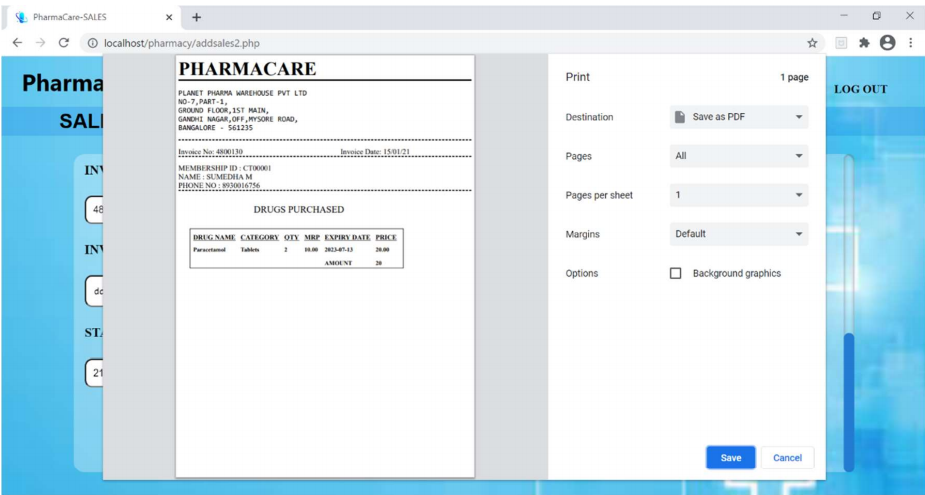 PharmaCare-SALES
localhost/pharmacy/addsales2.php
Pharma
LOG OUT
SALI
INV
48
INV
dd
STA
21
PHARMACARE
PLANET PHARMA WAREHOUSE PVT LTD
NO-7,PART-1,
GROUND FLOOR,1ST MAIN,
GANDHI NAGAR,OFF,MYSORE ROAD,
BANGALORE - 561235
Invoice No: 4800130 Invoice Date: 15/01/21
MEMBERSHIP ID : CT00001
NAME : SUMEDHA M
PHONE NO : 8930016756
DRUGS PURCHASED
DRUG NAME CATEGORY QTY MRP EXPIRY DATE PRICE
Paracetamol Tablets 2 10.00 2023-07-13 20.00
AMOUNT 20
Print 1 page
Destination Save as PDF
Pages All
Pages per sheet 1
Margins Default
Options Background graphics
Save Cancel